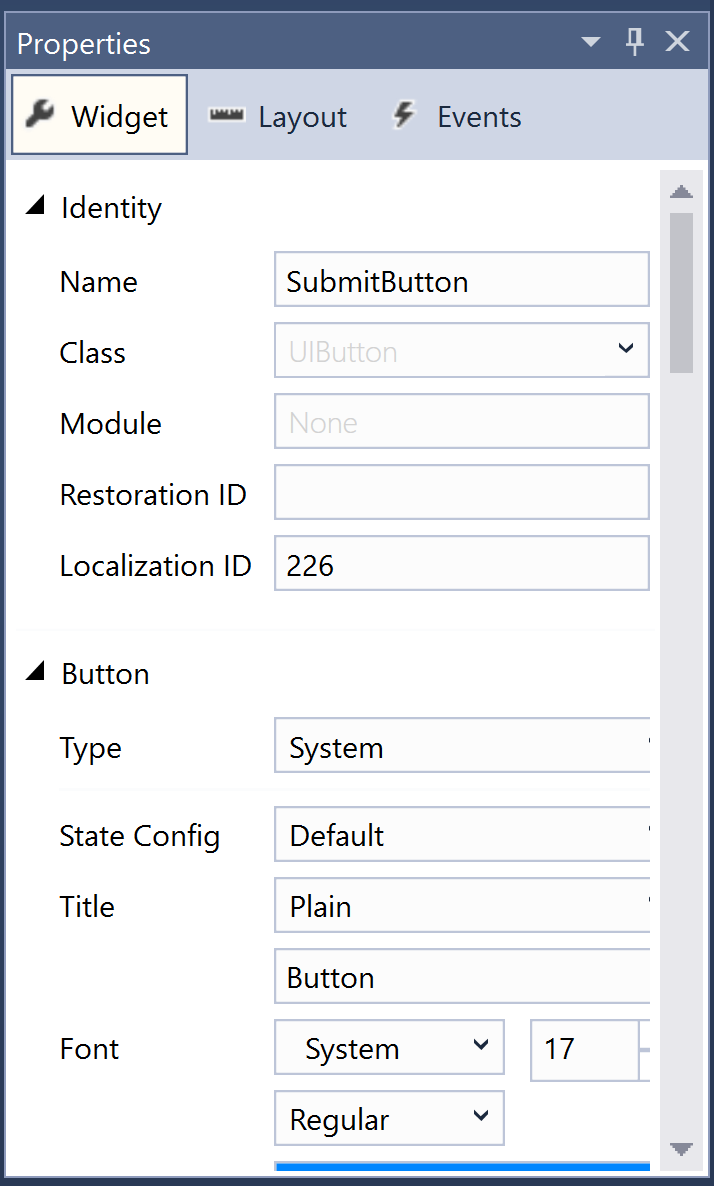 Properties
Widget Layout Events
Identity
Name SubmitButton
Class UIButton
Module None
Restoration ID
Localization ID 226
Button
Type System
State Config Default
Title Plain
Button
Font System 17
Regular